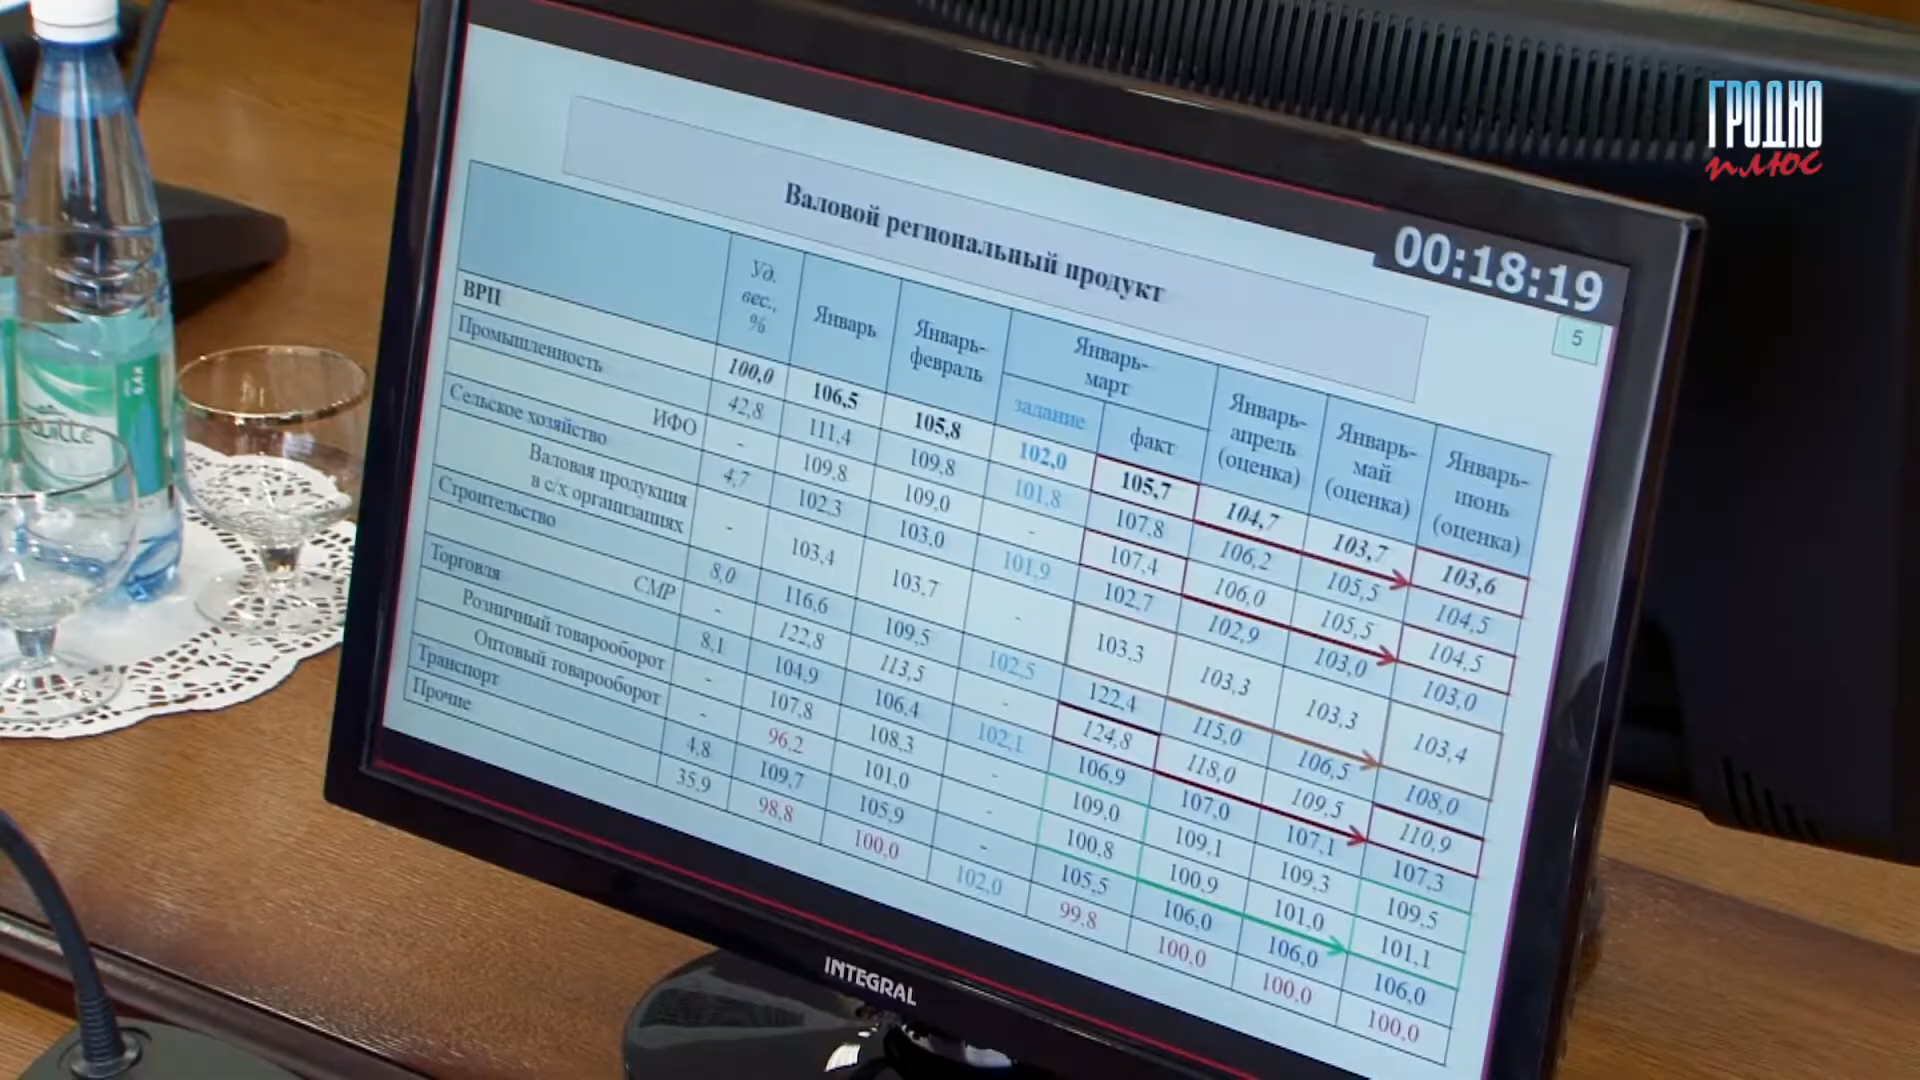 ГРОДНО
плюс
00:18:19
5
Валовой региональный продукт
Уд. вес., %
Январь
Январь-февраль
Январь-март
задание
факт
Январь-апрель (оценка)
Январь-май (оценка)
Январь-июнь (оценка)
ВРП 100,0 106,5 105,8 102,0 105,7 104,7 103,7 103,6
Промышленность 42,8 111,4 109,8 101,8 107,8 106,2 105,5 104,5
ИФО - 109,8 109,0 - 107,4 106,0 105,5 104,5
Сельское хозяйство 4,7 102,3 103,0 101,9 102,7 102,9 103,0 103,0
Валовая продукция в с/х организациях - 103,4 103,7 - 103,3 103,3 103,3 103,4
Строительство 8,0 116,6 109,5 102,5 122,4 115,0 106,5 108,0
СМР - 122,8 113,5 - 124,8 118,0 109,5 110,9
Торговля 8,1 104,9 106,4 102,1 106,9 107,0 107,1 107,3
Розничный товарооборот - 107,8 108,3 - 109,0 109,1 109,3 109,5
Оптовый товарооборот - 96,2 101,0 - 100,8 100,9 101,0 101,1
Транспорт 4,8 109,7 105,9 - 105,5 106,0 106,0 106,0
Прочие 35,9 98,8 100,0 102,0 99,8 100,0 100,0 100,0
INTEGRAL